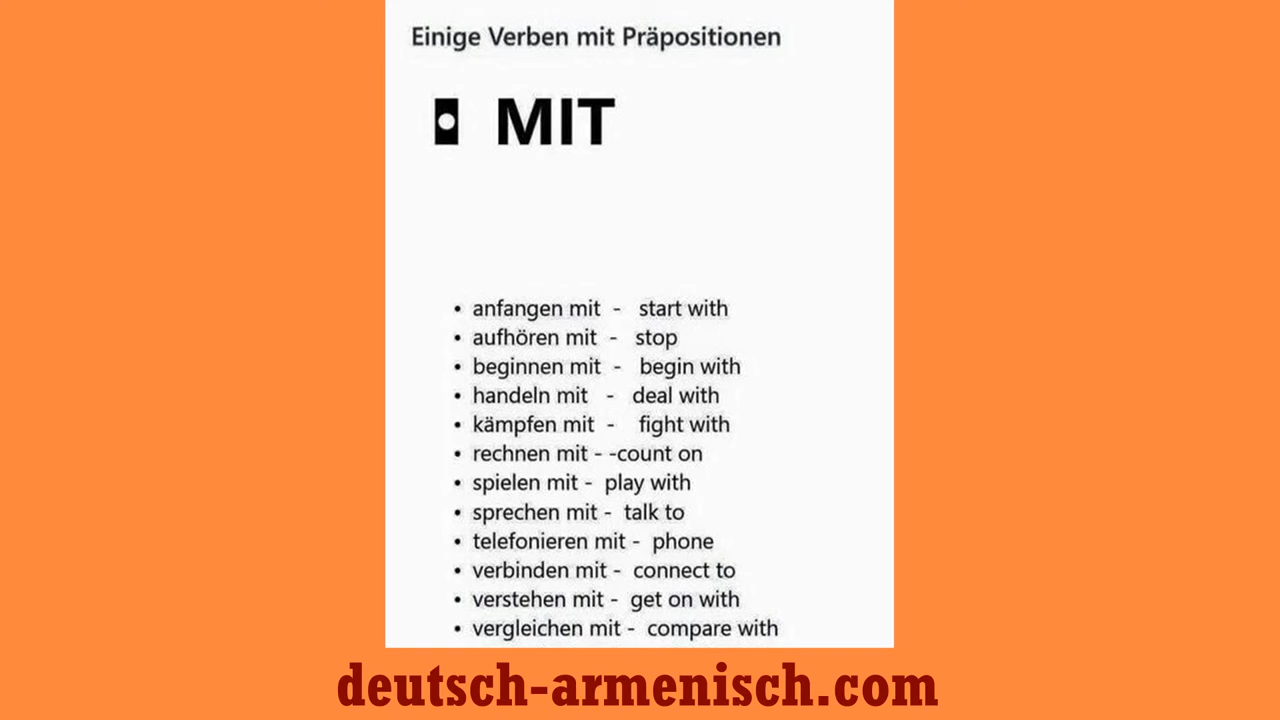 Einige Verben mit Präpositionen
MIT
• anfangen mit - start with
• aufhören mit - stop
• beginnen mit - begin with
• handeln mit - deal with
• kämpfen mit - fight with
• rechnen mit - -count on
• spielen mit - play with
• sprechen mit - talk to
• telefonieren mit - phone
• verbinden mit - connect to
• verstehen mit - get on with
• vergleichen mit - compare with
deutsch-armenisch.com